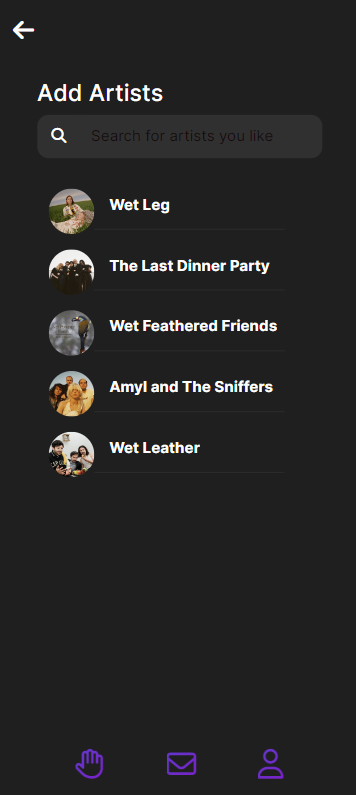 Add Artists
Search for artists you like
Wet Leg
The Last Dinner Party
Wet Feathered Friends
Amyl and The Sniffers
Wet Leather